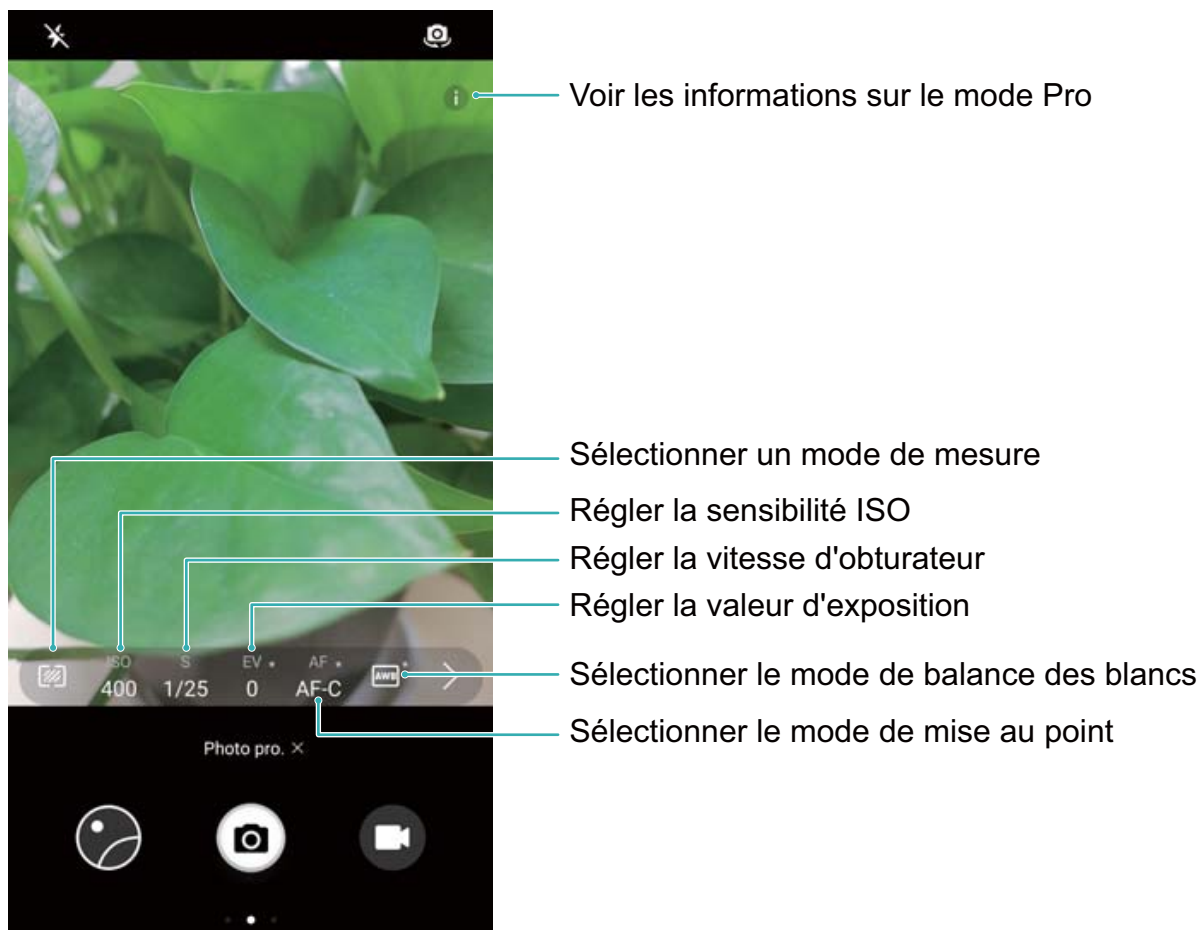 Voir les informations sur le mode Pro
Sélectionner un mode de mesure
Régler la sensibilité ISO
Régler la vitesse d'obturateur
Régler la valeur d'exposition
ISO S EV AF
400 1/25 0 AF-C AWB
Sélectionner le mode de balance des blancs
Sélectionner le mode de mise au point
Photo pro. ×